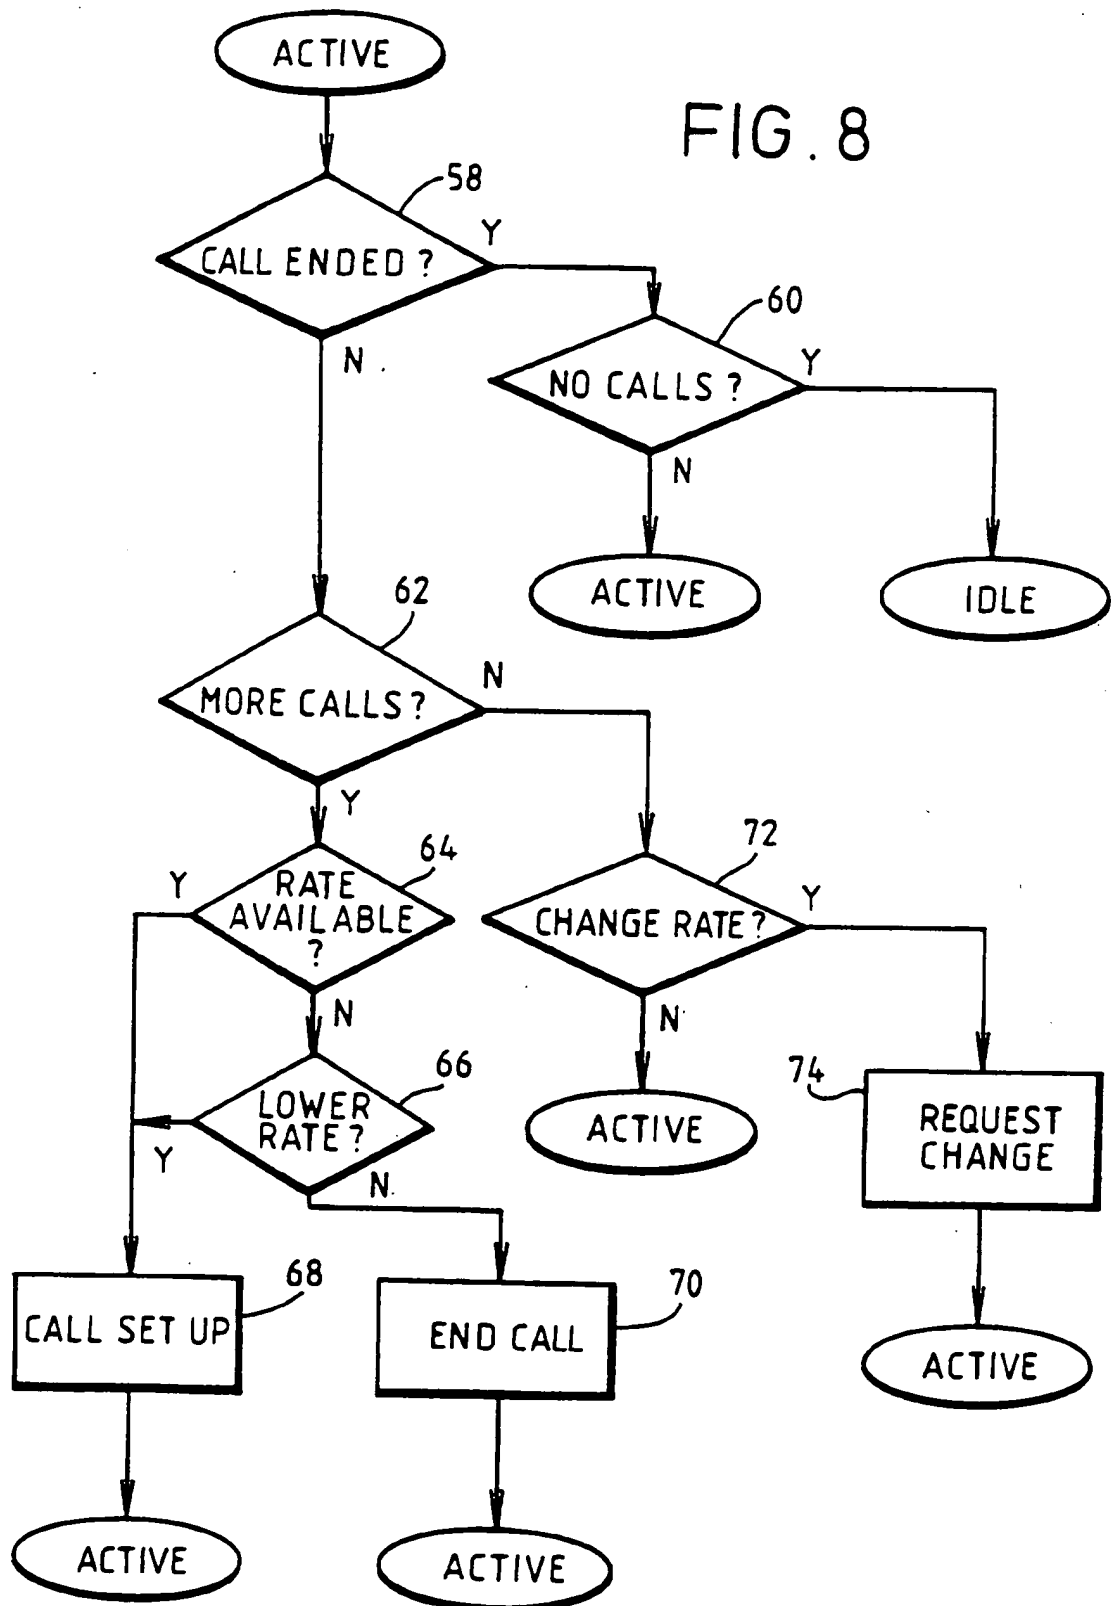 ACTIVE
FIG. 8
58
Y
CALL ENDED ?
60
N
Y
NO CALLS ?
N
ACTIVE
IDLE
62
N
MORE CALLS ?
Y
72
64
Y
RATE
AVAILABLE
?
Y
CHANGE RATE?
N
N
66
74
LOWER
RATE ?
ACTIVE
REQUEST
CHANGE
Y
N
68
70
CALL SET UP
END CALL
ACTIVE
ACTIVE
ACTIVE